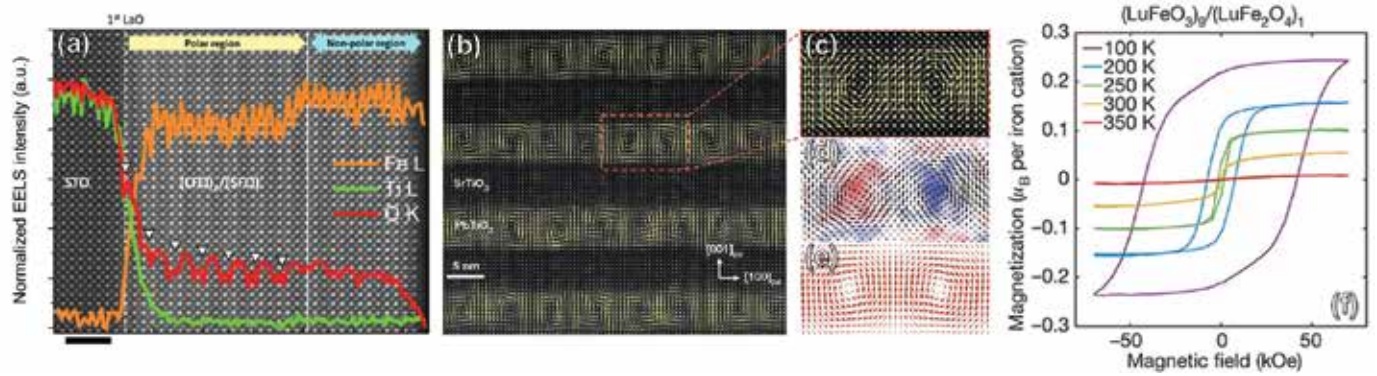 1st LaO
(a)
Polar region
Non-polar region
Normalized EELS intensity (a.u.)
STO
Fe L
Ti L
O K
(b)
SrTiO3
PbTiO3
5 nm
[001]
[100]
(c)
(d)
(e)
(LuFeO3)9/(LuFe2O4)1
100 K
200 K
250 K
300 K
350 K
0.3
0.2
0.1
0
−0.1
−0.2
−0.3
Magnetization (μB per iron cation)
−50
0
50
Magnetic field (kOe)
(f)